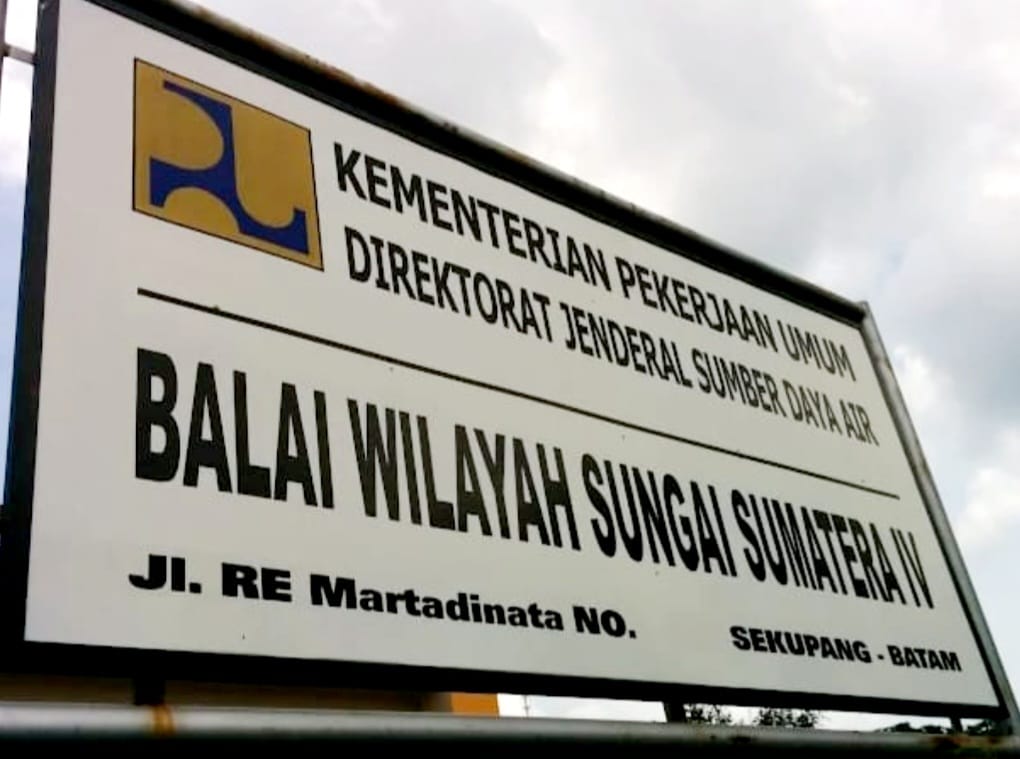 KEMENTERIAN PEKERJAAN UMUM
DIREKTORAT JENDERAL SUMBER DAYA AIR
BALAI WILAYAH SUNGAI SUMATERA IV
Jl. RE Martadinata NO.
SEKUPANG - BATAM